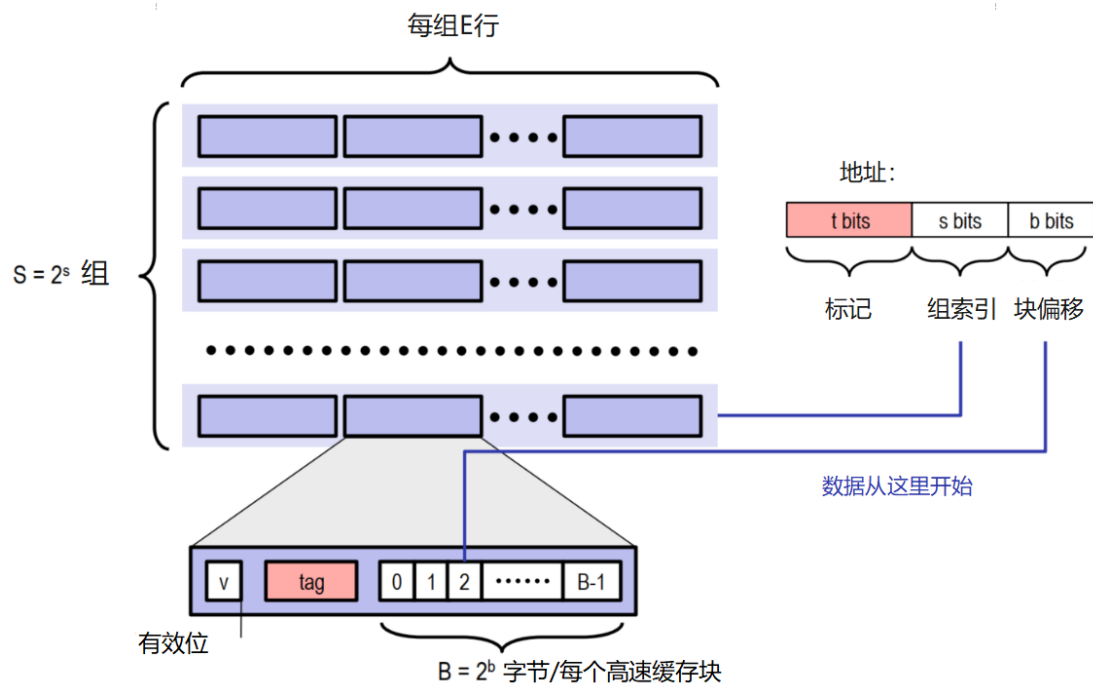 每组E行
地址：
t bits s bits b bits
S = 2ˢ 组
标记 组索引 块偏移
数据从这里开始
v tag 0 1 2 ······ B-1
有效位
B = 2ᵇ 字节/每个高速缓存块